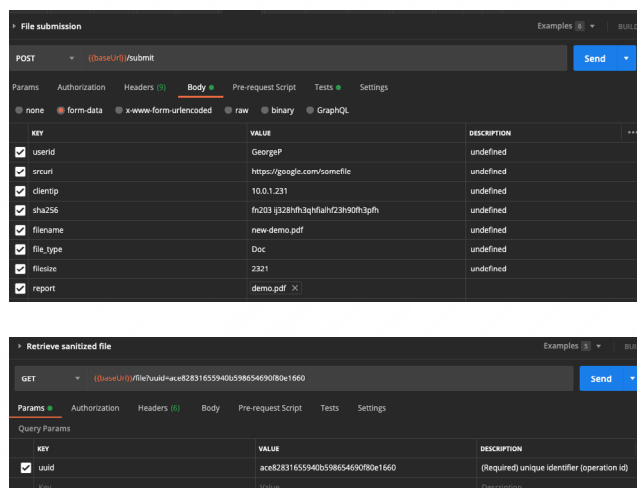 File submission Examples 6 BUILD
POST {{baseUrl}}/submit Send
Params Authorization Headers (9) Body Pre-request Script Tests Settings
none form-data x-www-form-urlencoded raw binary GraphQL
KEY VALUE DESCRIPTION ...
userid GeorgeP undefined
srcuri https://google.com/somefile undefined
clientip 10.0.1.231 undefined
sha256 fn203 ij328hfh3qhfialhf23h90fh3pfh undefined
filename new-demo.pdf undefined
file_type Doc undefined
filesize 2321 undefined
report demo.pdf ×
Retrieve sanitized file Examples 5 BUI
GET {{baseUrl}}/file?uuid=ace82831655940b598654690f80e1660 Send
Params Authorization Headers (6) Body Pre-request Script Tests Settings
Query Params
KEY VALUE DESCRIPTION
uuid ace82831655940b598654690f80e1660 (Required) unique identifier (operation id)
Key Value Description